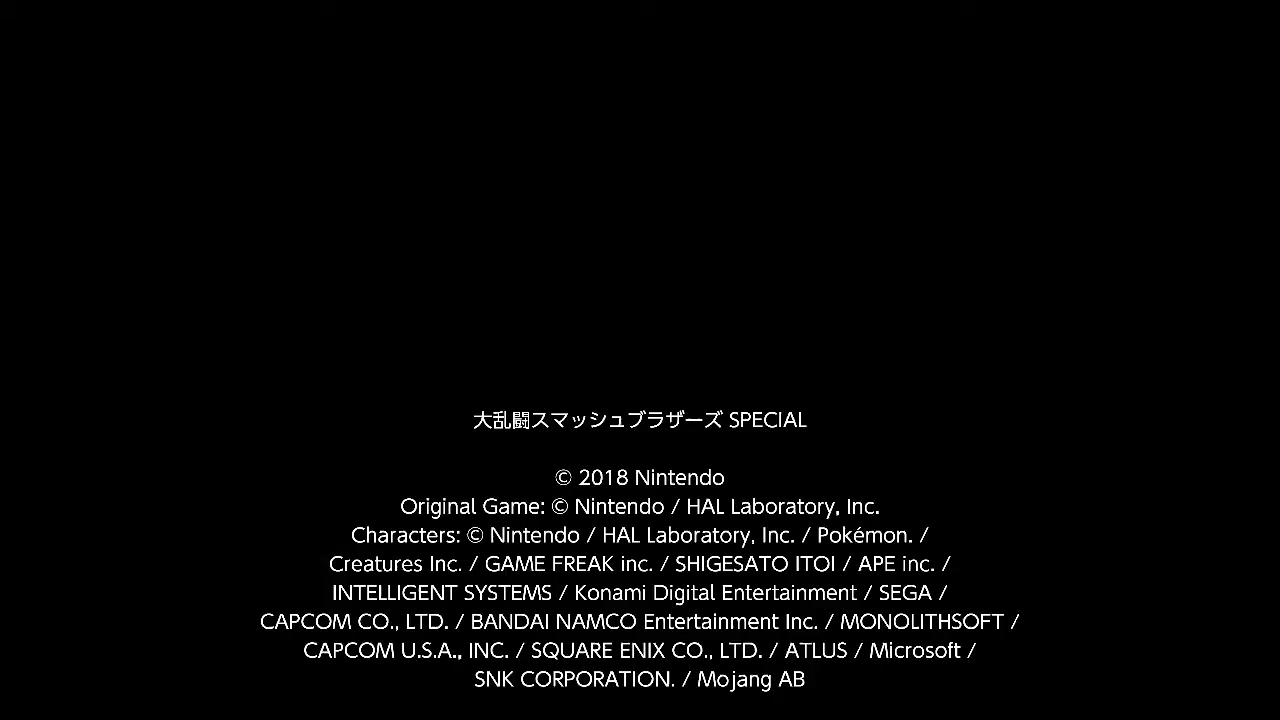 大乱闘スマッシュブラザーズ SPECIAL
© 2018 Nintendo
Original Game: © Nintendo / HAL Laboratory, Inc.
Characters: © Nintendo / HAL Laboratory, Inc. / Pokémon. /
Creatures Inc. / GAME FREAK inc. / SHIGESATO ITOI / APE inc. /
INTELLIGENT SYSTEMS / Konami Digital Entertainment / SEGA /
CAPCOM CO., LTD. / BANDAI NAMCO Entertainment Inc. / MONOLITHSOFT /
CAPCOM U.S.A., INC. / SQUARE ENIX CO., LTD. / ATLUS / Microsoft /
SNK CORPORATION. / Mojang AB